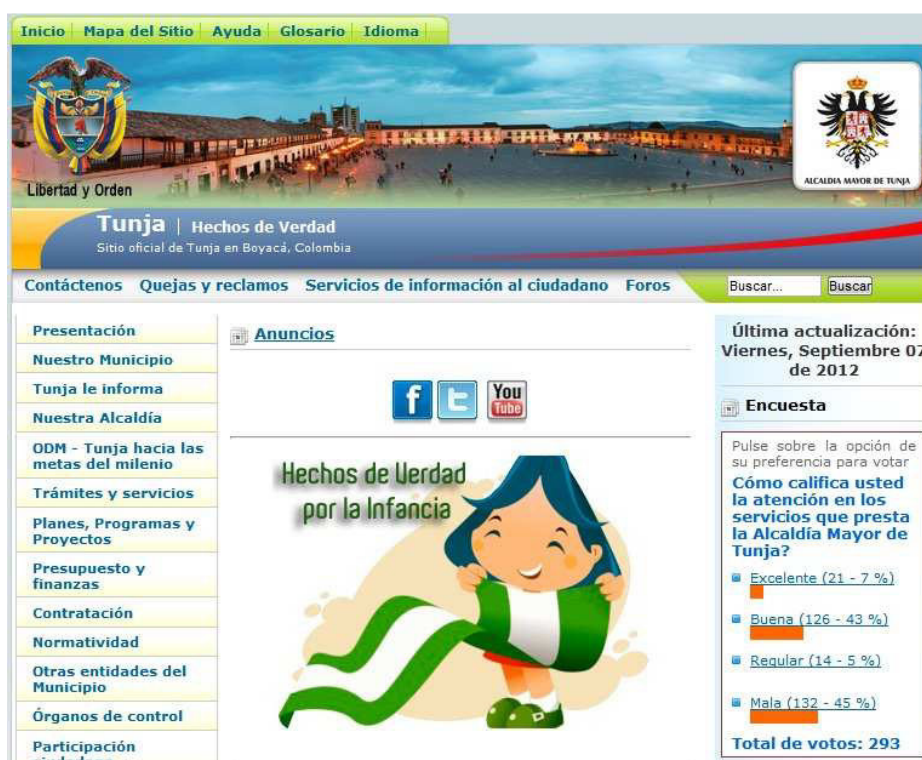 Inicio Mapa del Sitio Ayuda Glosario Idioma
Libertad y Orden
ALCALDIA MAYOR DE TUNJA
Tunja | Hechos de Verdad
Sitio oficial de Tunja en Boyacá, Colombia
Contáctenos Quejas y reclamos Servicios de información al ciudadano Foros
Buscar... Buscar
Presentación
Nuestro Municipio
Tunja le informa
Nuestra Alcaldía
ODM - Tunja hacia las
metas del milenio
Trámites y servicios
Planes, Programas y
Proyectos
Presupuesto y
finanzas
Contratación
Normatividad
Otras entidades del
Municipio
Órganos de control
Participación
Anuncios
f
t
You
Tube
Hechos de Verdad
por la Infancia
Última actualización:
Viernes, Septiembre 07
de 2012
Encuesta
Pulse sobre la opción de
su preferencia para votar
Cómo califica usted
la atención en los
servicios que presta
la Alcaldía Mayor de
Tunja?
Excelente (21 - 7 %)
Buena (126 - 43 %)
Regular (14 - 5 %)
Mala (132 - 45 %)
Total de votos: 293